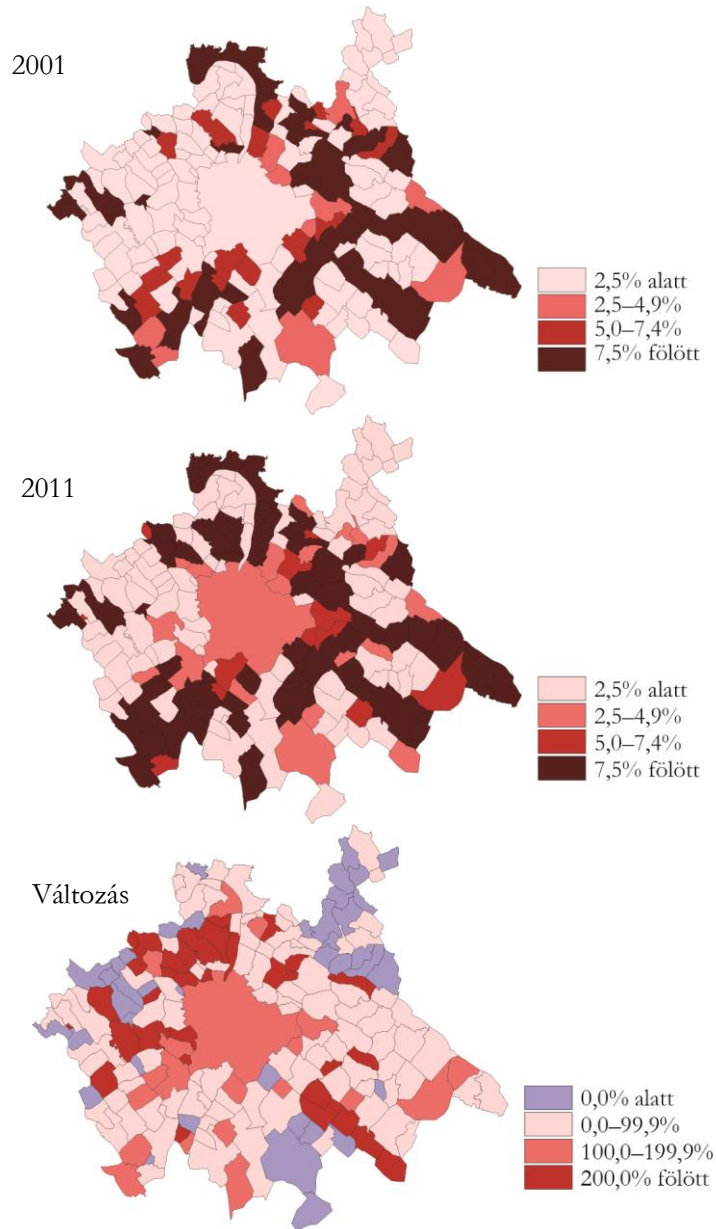 2001
2,5% alatt
2,5–4,9%
5,0–7,4%
7,5% fölött
2011
2,5% alatt
2,5–4,9%
5,0–7,4%
7,5% fölött
Változás
0,0% alatt
0,0–99,9%
100,0–199,9%
200,0% fölött